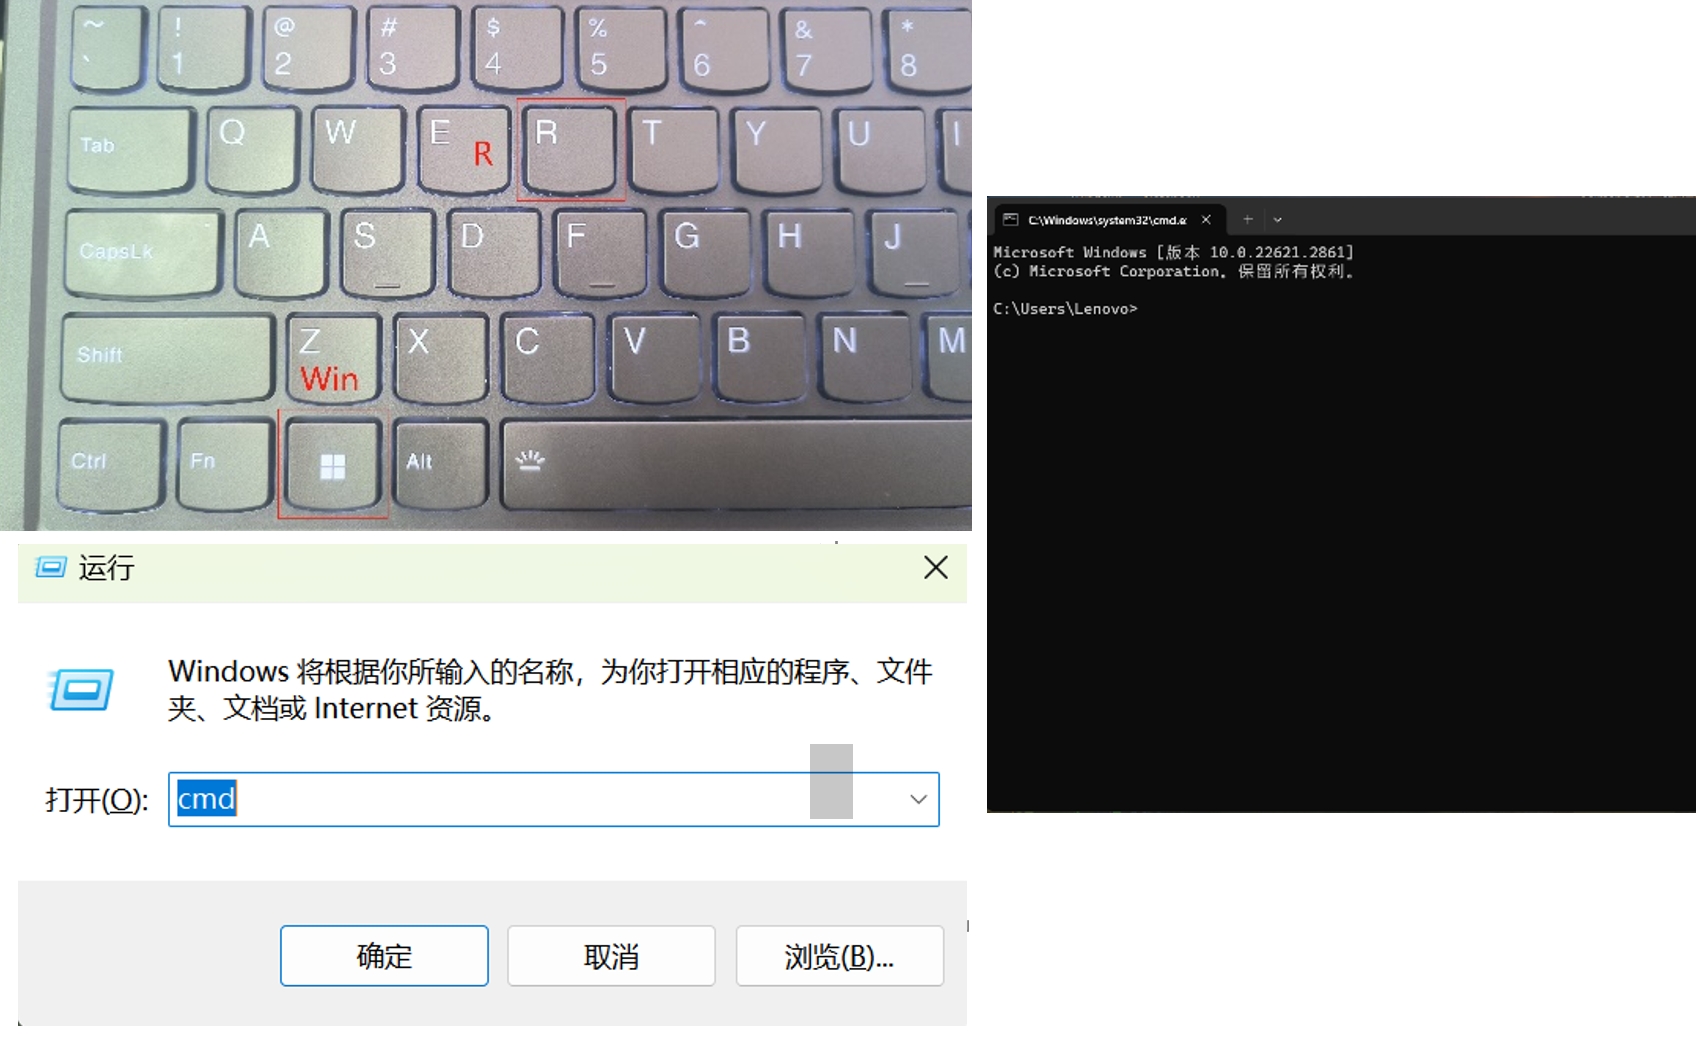 ~ ! @ # $ % ^ & *
` 1 2 3 4 5 6 7 8
Tab Q W E R R T Y U I
CapsLk A S D F G H J
Shift Z X C V B N M
Win
Ctrl Fn Alt
运行
Windows 将根据你所输入的名称，为你打开相应的程序、文件
夹、文档或 Internet 资源。
打开(O): cmd
确定 取消 浏览(B)...
C:\Windows\system32\cmd.e
Microsoft Windows [版本 10.0.22621.2861]
(c) Microsoft Corporation。保留所有权利。
C:\Users\Lenovo>